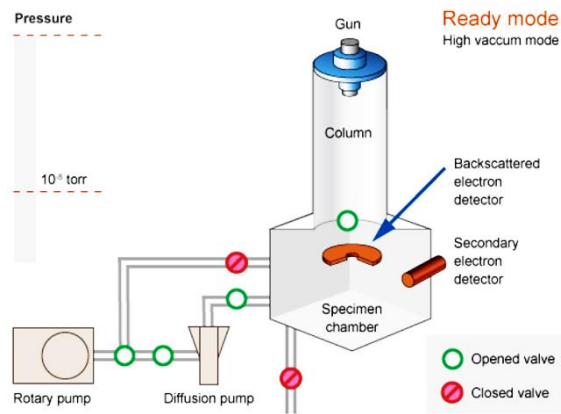 Pressure
Ready mode
High vaccum mode
Gun
Column
10⁻⁵ torr
Backscattered
electron
detector
Secondary
electron
detector
Specimen
chamber
Rotary pump
Diffusion pump
Opened valve
Closed valve